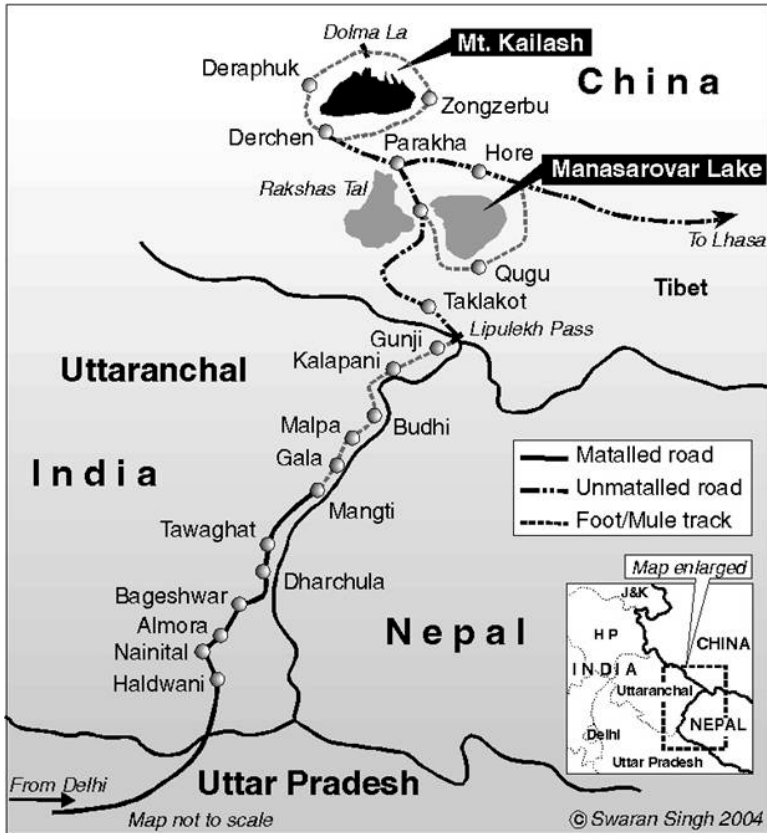 Dolma La
Mt. Kailash
Deraphuk
China
Zongzerbu
Derchen
Parakha
Hore
Manasarovar Lake
Rakshas Tal
To Lhasa
Qugu
Tibet
Taklakot
Lipulekh Pass
Gunji
Kalapani
Uttaranchal
Malpa
Budhi
Gala
India
Matalled road
Unmatalled road
Foot/Mule track
Mangti
Tawaghat
Map enlarged
Dharchula
Bageshwar
J&K
Almora
Nepal
HP
CHINA
Nainital
INDIA
Haldwani
Uttaranchal
NEPAL
Delhi
Uttar Pradesh
From Delhi
Uttar Pradesh
Map not to scale
© Swaran Singh 2004